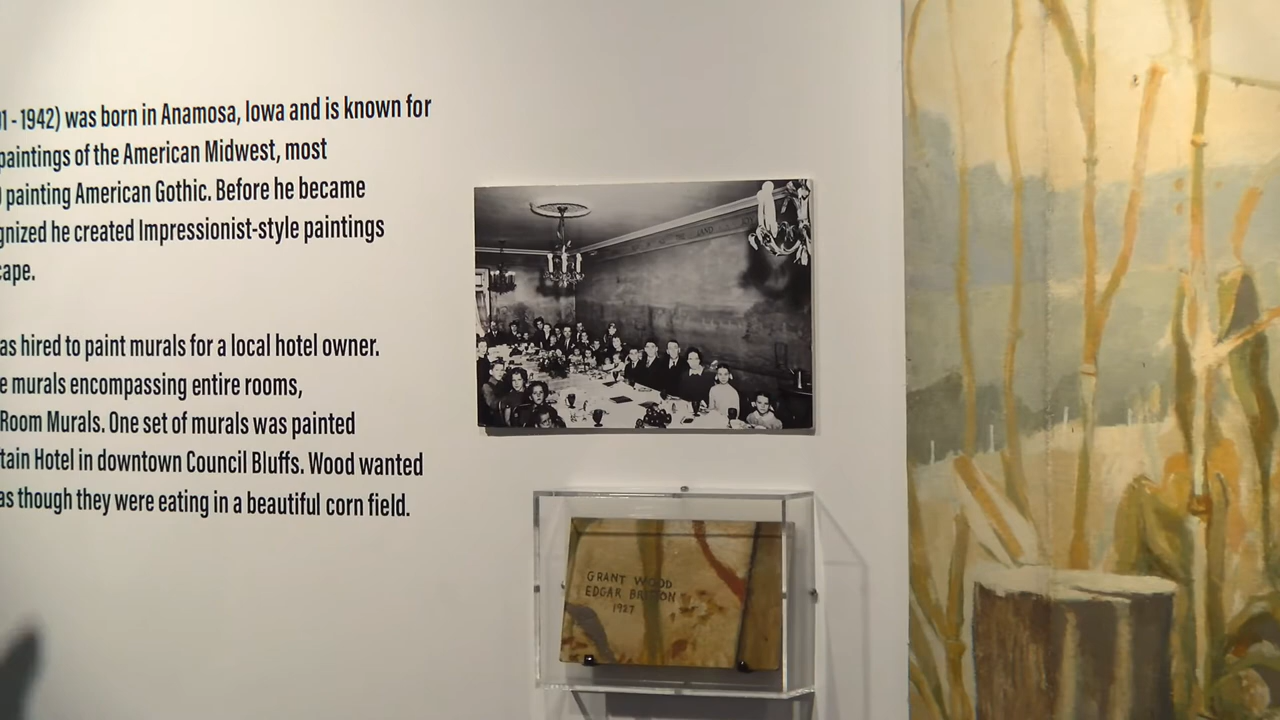 1 - 1942) was born in Anamosa, Iowa and is known for
paintings of the American Midwest, most
) painting American Gothic. Before he became
gnized he created Impressionist-style paintings
cape.
as hired to paint murals for a local hotel owner.
e murals encompassing entire rooms,
Room Murals. One set of murals was painted
tain Hotel in downtown Council Bluffs. Wood wanted
as though they were eating in a beautiful corn field.
LAND
GRANT WOOD
EDGAR BRITTON
1927